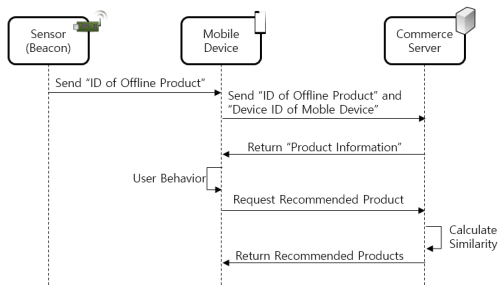 Sensor
(Beacon)
Mobile
Device
Commerce
Server
Send “ID of Offline Product“
Send “ID of Offline Product” and
“Device ID of Moble Device”
Return “Product Information”
User Behavior
Request Recommended Product
Calculate
Similarity
Return Recommended Products